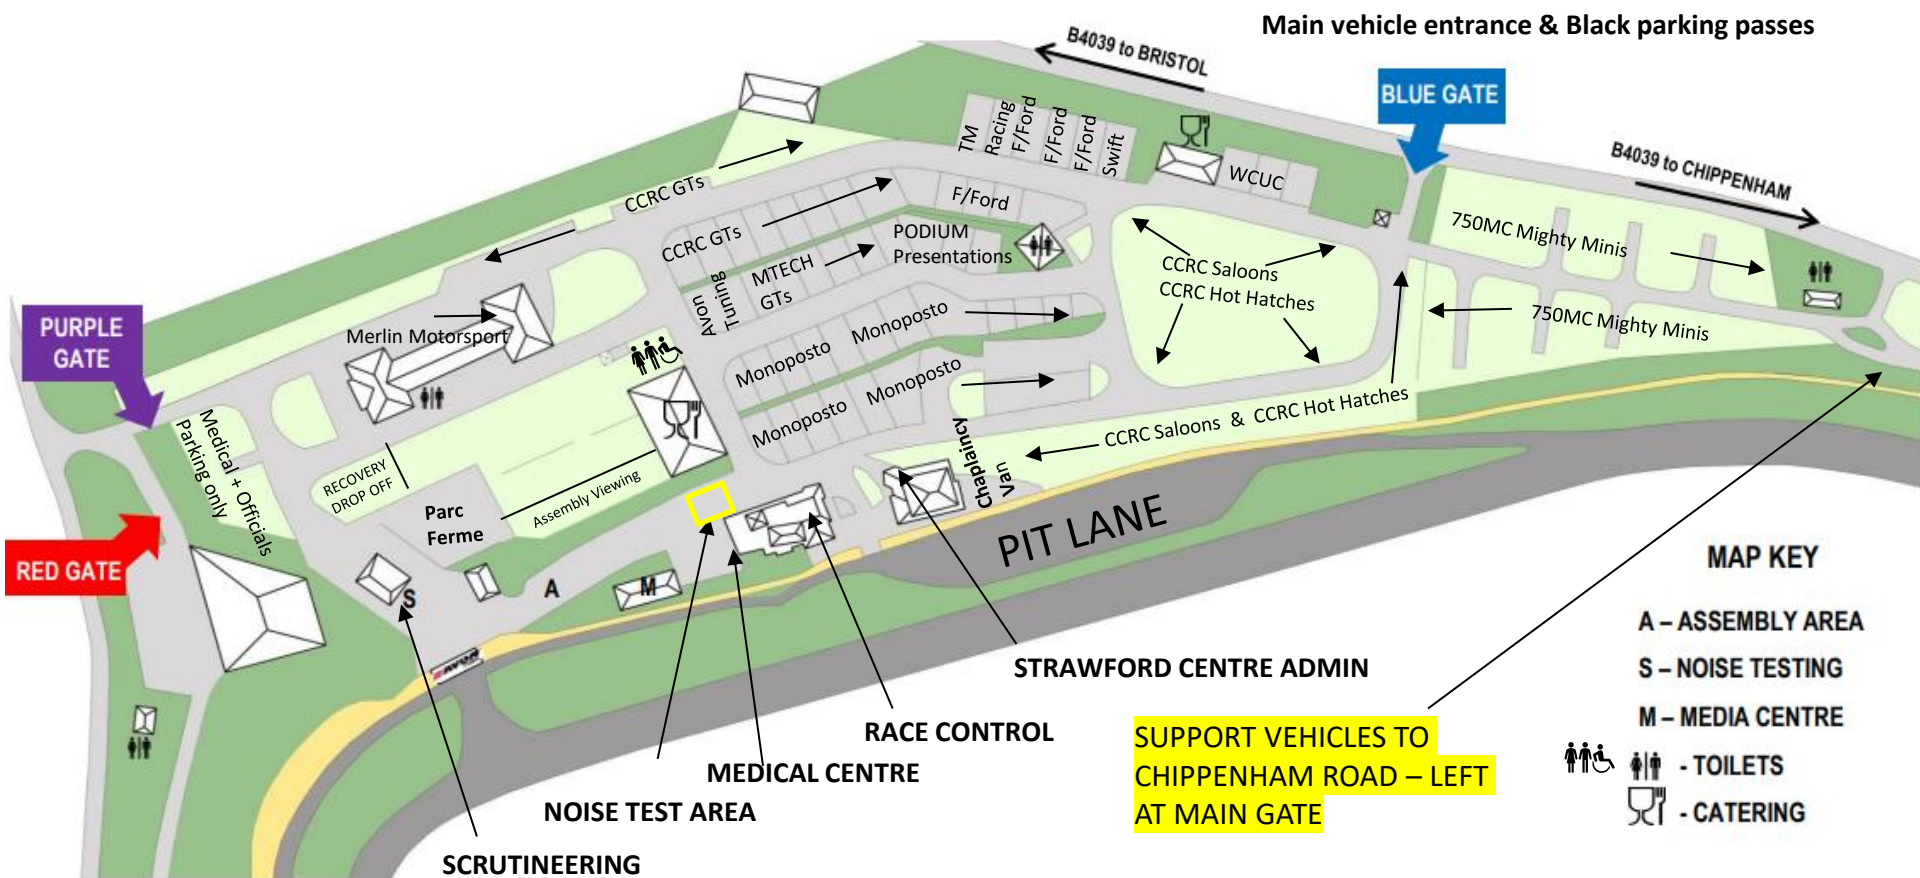 Main vehicle entrance & Black parking passes
B4039 to BRISTOL
BLUE GATE
B4039 to CHIPPENHAM
TM
Racing
F/Ford
F/Ford
F/Ford
Swift
WCUC
CCRC GTs
F/Ford
CCRC GTs
PODIUM
Presentations
MTECH
GTs
Avon
Tuning
750MC Mighty Minis
CCRC Saloons
CCRC Hot Hatches
750MC Mighty Minis
PURPLE
GATE
Merlin Motorsport
Monoposto
Monoposto
Monoposto
Monoposto
CCRC Saloons & CCRC Hot Hatches
Medical + Officials
Parking only
RECOVERY
DROP OFF
Parc
Ferme
Assembly Viewing
Chaplaincy
Van
PIT LANE
RED GATE
S
A
M
AVON
MAP KEY
A – ASSEMBLY AREA
S – NOISE TESTING
M – MEDIA CENTRE
- TOILETS
- CATERING
STRAWFORD CENTRE ADMIN
RACE CONTROL
MEDICAL CENTRE
NOISE TEST AREA
SCRUTINEERING
SUPPORT VEHICLES TO
CHIPPENHAM ROAD – LEFT
AT MAIN GATE